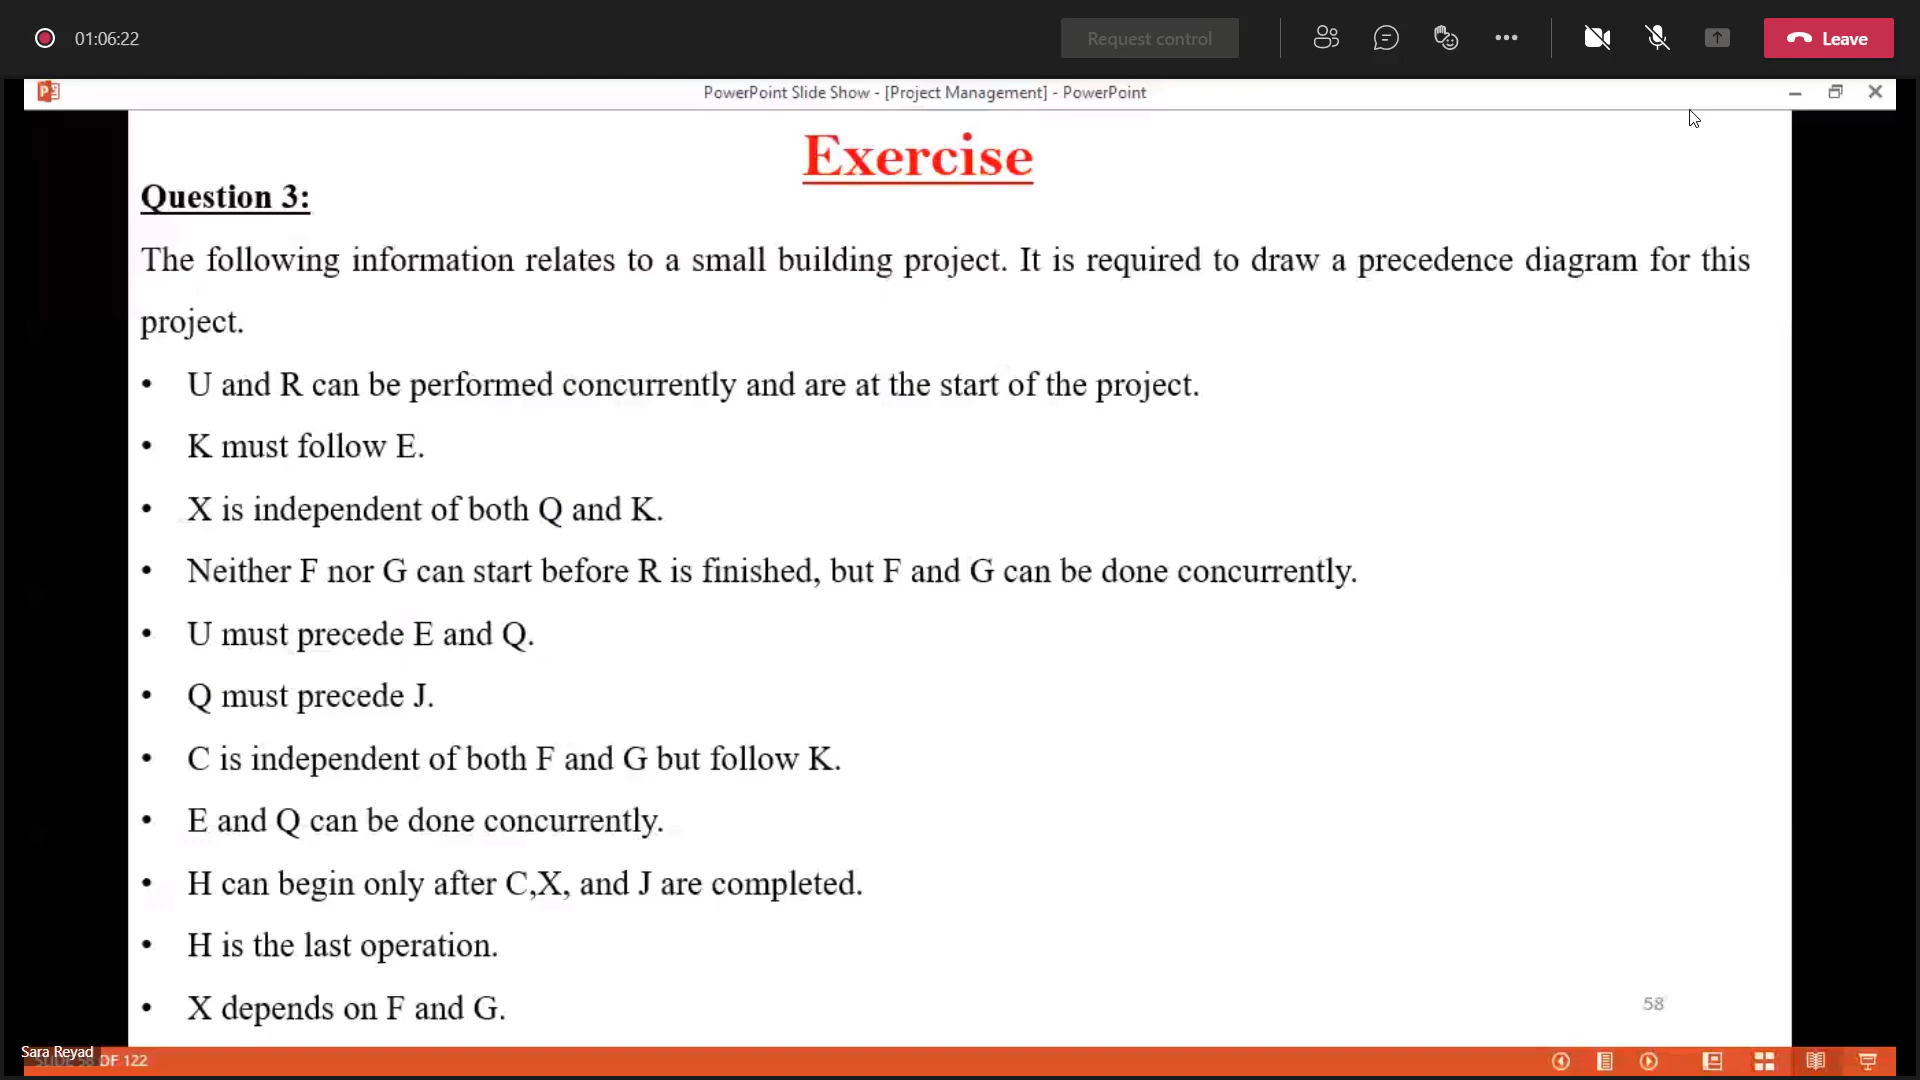 01:06:22
Request control
Leave
PowerPoint Slide Show - [Project Management] - PowerPoint
Exercise
Question 3:
The following information relates to a small building project. It is required to draw a precedence diagram for this
project.
• U and R can be performed concurrently and are at the start of the project.
• K must follow E.
• X is independent of both Q and K.
• Neither F nor G can start before R is finished, but F and G can be done concurrently.
• U must precede E and Q.
• Q must precede J.
• C is independent of both F and G but follow K.
• E and Q can be done concurrently.
• H can begin only after C,X, and J are completed.
• H is the last operation.
• X depends on F and G.
58
Sara Reyad
SLIDE 58 OF 122